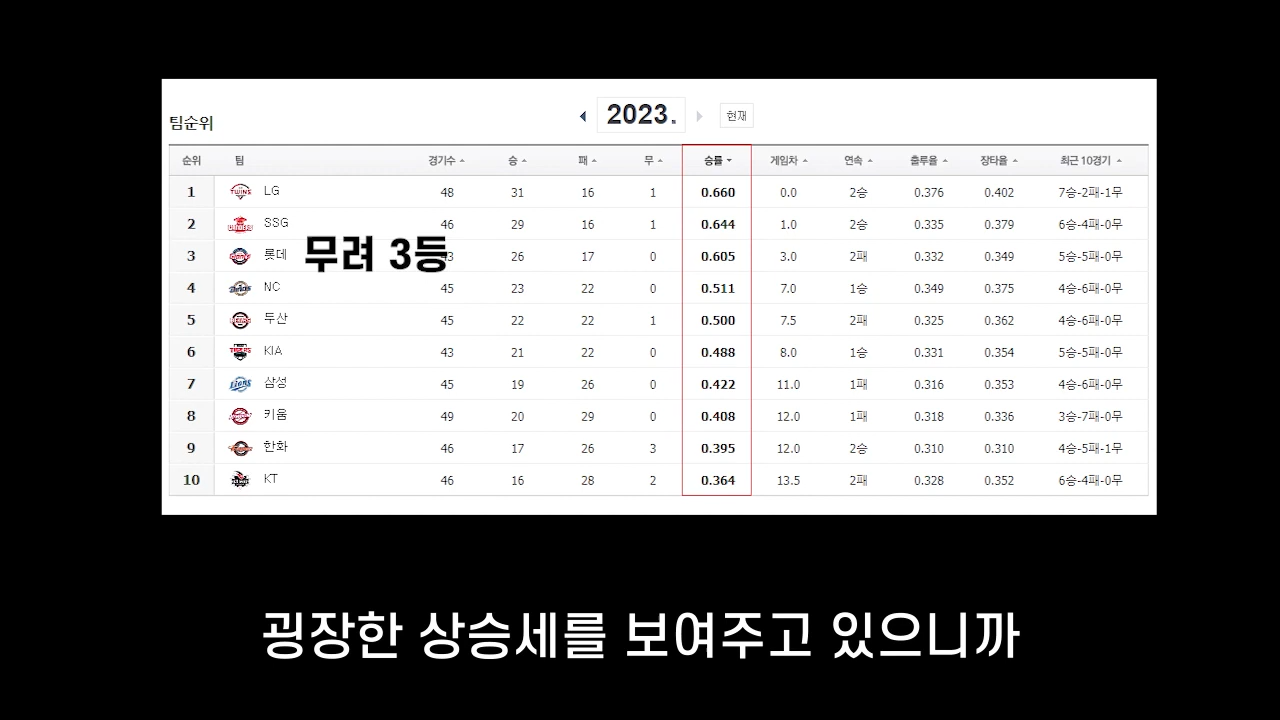 2023.
현재
팀순위
순위 팀 경기수 승 패 무 승률 게임차 연속 출루율 장타율 최근 10경기
1 LG 48 31 16 1 0.660 0.0 2승 0.376 0.402 7승-2패-1무
2 SSG 46 29 16 1 0.644 1.0 2승 0.335 0.379 6승-4패-0무
3 롯데 무려 3등 43 26 17 0 0.605 3.0 2패 0.332 0.349 5승-5패-0무
4 NC 45 23 22 0 0.511 7.0 1승 0.349 0.375 4승-6패-0무
5 두산 45 22 22 1 0.500 7.5 2패 0.325 0.362 4승-6패-0무
6 KIA 43 21 22 0 0.488 8.0 1승 0.331 0.354 5승-5패-0무
7 삼성 45 19 26 0 0.422 11.0 1패 0.316 0.353 4승-6패-0무
8 키움 49 20 29 0 0.408 12.0 1패 0.318 0.336 3승-7패-0무
9 한화 46 17 26 3 0.395 12.0 2승 0.310 0.310 4승-5패-1무
10 KT 46 16 28 2 0.364 13.5 2패 0.328 0.352 6승-4패-0무
굉장한 상승세를 보여주고 있으니까